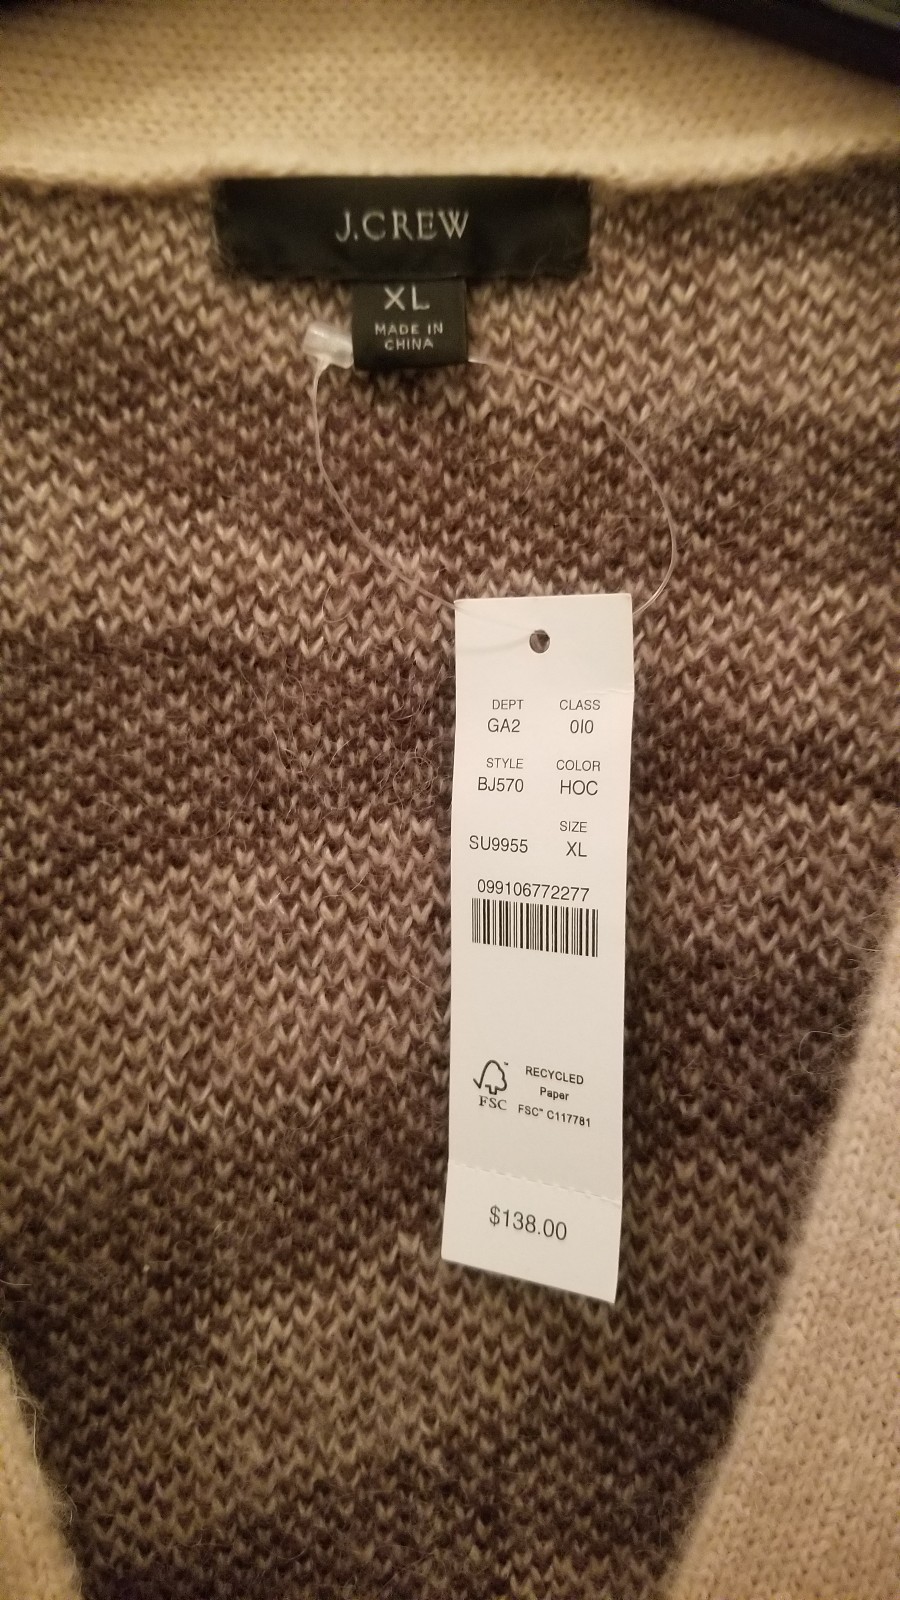 J.CREW
XL
MADE IN
CHINA
DEPT CLASS
GA2 0I0
STYLE COLOR
BJ570 HOC
SIZE
SU9955 XL
099106772277
RECYCLED
Paper
FSC™ C117781
FSC
$138.00